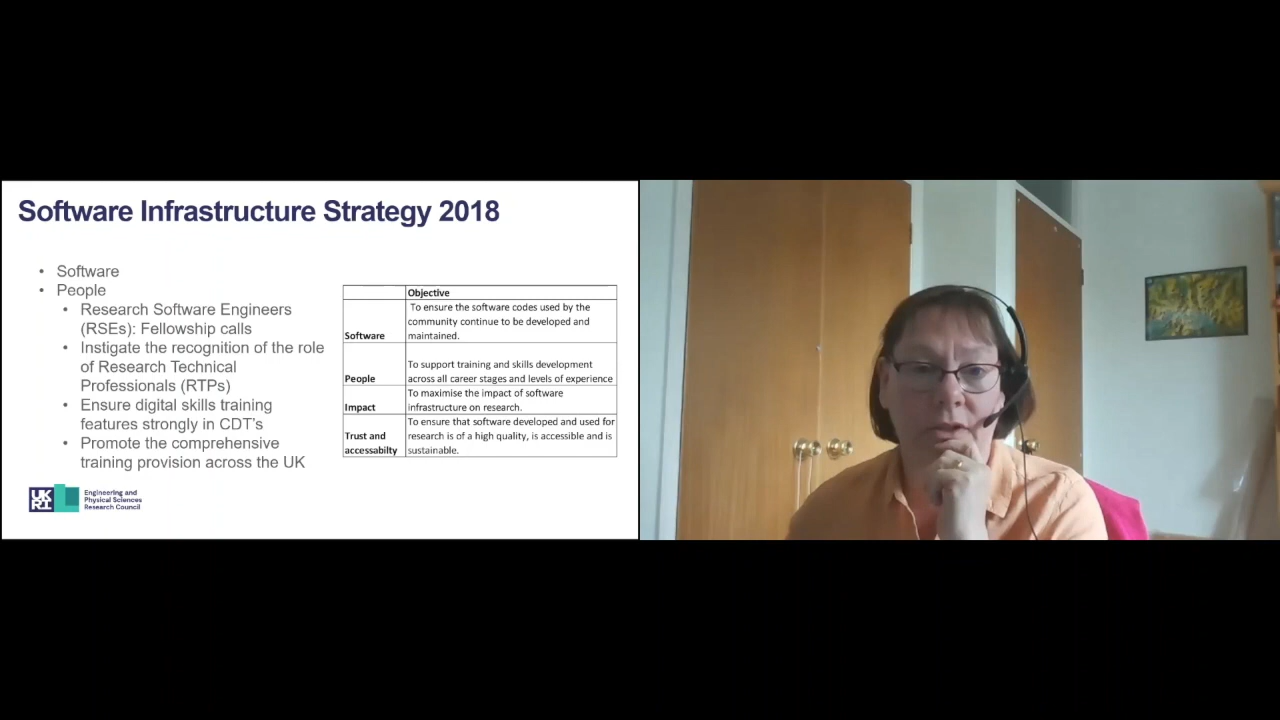 Software Infrastructure Strategy 2018
• Software
• People
• Research Software Engineers
(RSEs): Fellowship calls
• Instigate the recognition of the role
of Research Technical
Professionals (RTPs)
• Ensure digital skills training
features strongly in CDT's
• Promote the comprehensive
training provision across the UK
Objective
To ensure the software codes used by the
community continue to be developed and
Software maintained.
To support training and skills development
People across all career stages and levels of experience
To maximise the impact of software
Impact infrastructure on research.
To ensure that software developed and used for
Trust and research is of a high quality, is accessible and is
accessabilty sustainable.
UKRI
Engineering and
Physical Sciences
Research Council